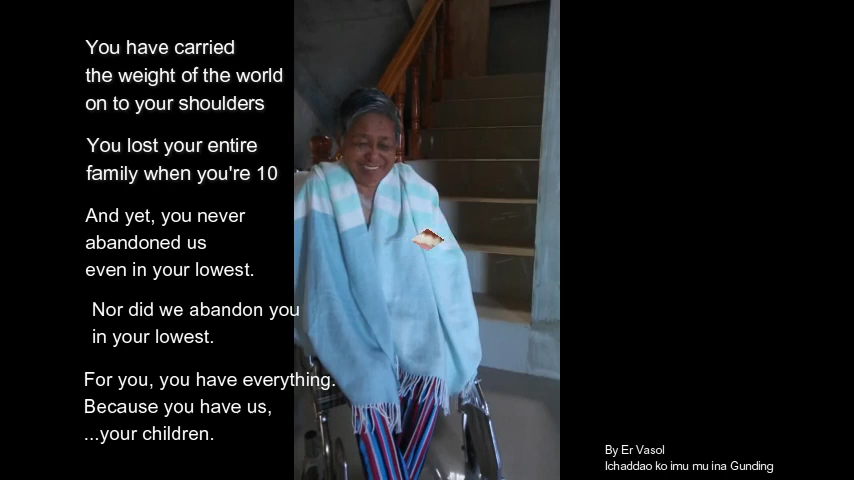 You have carried
the weight of the world
on to your shoulders
You lost your entire
family when you're 10
And yet, you never
abandoned us
even in your lowest.
Nor did we abandon you
in your lowest.
For you, you have everything.
Because you have us,
...your children.
By Er Vasol
Ichaddao ko imu mu ina Gunding